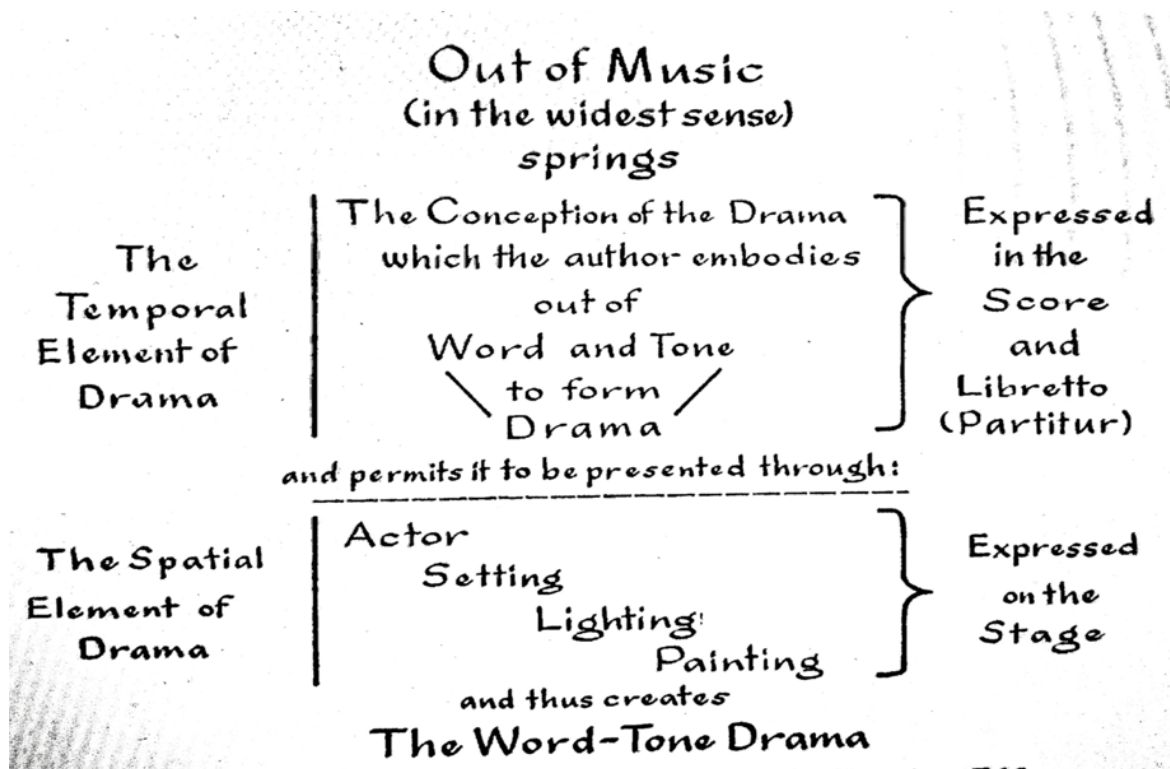 Out of Music
(in the widest sense)
springs
The
Temporal
Element of
Drama
The Conception of the Drama
which the author embodies
out of
Word and Tone
to form
Drama
Expressed
in the
Score
and
Libretto
(Partitur)
and permits it to be presented through:
The Spatial
Element of
Drama
Actor
Setting
Lighting
Painting
Expressed
on the
Stage
and thus creates
The Word-Tone Drama